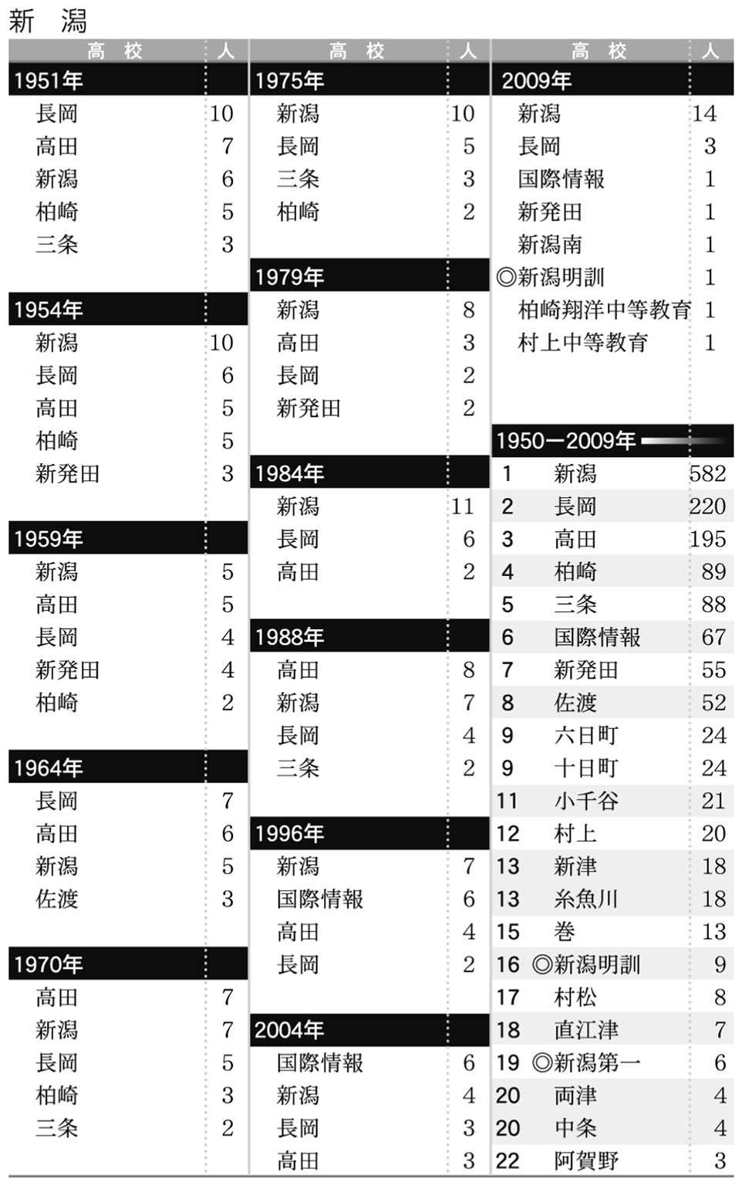 新　潟
高　校　人
1951年
長岡　10
高田　7
新潟　6
柏崎　5
三条　3
1954年
新潟　10
長岡　6
高田　5
柏崎　5
新発田　3
1959年
新潟　5
高田　5
長岡　4
新発田　4
柏崎　2
1964年
長岡　7
高田　6
新潟　5
佐渡　3
1970年
高田　7
新潟　7
長岡　5
柏崎　3
三条　2
高　校　人
1975年
新潟　10
長岡　5
三条　3
柏崎　2
1979年
新潟　8
高田　3
長岡　2
新発田　2
1984年
新潟　11
長岡　6
高田　2
1988年
高田　8
新潟　7
長岡　4
三条　2
1996年
新潟　7
国際情報　6
高田　4
長岡　2
2004年
国際情報　6
新潟　4
長岡　3
高田　3
高　校　人
2009年
新潟　14
長岡　3
国際情報　1
新発田　1
新潟南　1
◎新潟明訓　1
柏崎翔洋中等教育　1
村上中等教育　1
1950－2009年
1　新潟　582
2　長岡　220
3　高田　195
4　柏崎　89
5　三条　88
6　国際情報　67
7　新発田　55
8　佐渡　52
9　六日町　24
9　十日町　24
11　小千谷　21
12　村上　20
13　新津　18
13　糸魚川　18
15　巻　13
16　◎新潟明訓　9
17　村松　8
18　直江津　7
19　◎新潟第一　6
20　両津　4
20　中条　4
22　阿賀野　3